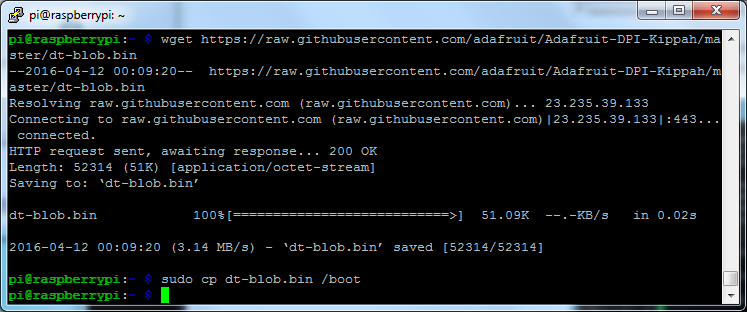 pi@raspberrypi: ~
pi@raspberrypi:~ $ wget https://raw.githubusercontent.com/adafruit/Adafruit-DPI-Kippah/ma
ster/dt-blob.bin
--2016-04-12 00:09:20--  https://raw.githubusercontent.com/adafruit/Adafruit-DPI-Kippah/m
aster/dt-blob.bin
Resolving raw.githubusercontent.com (raw.githubusercontent.com)... 23.235.39.133
Connecting to raw.githubusercontent.com (raw.githubusercontent.com)|23.235.39.133|:443...
 connected.
HTTP request sent, awaiting response... 200 OK
Length: 52314 (51K) [application/octet-stream]
Saving to: ‘dt-blob.bin’
dt-blob.bin            100%[===========================>]  51.09K  --.-KB/s   in 0.02s
2016-04-12 00:09:20 (3.14 MB/s) - ‘dt-blob.bin’ saved [52314/52314]
pi@raspberrypi:~ $ sudo cp dt-blob.bin /boot
pi@raspberrypi:~ $